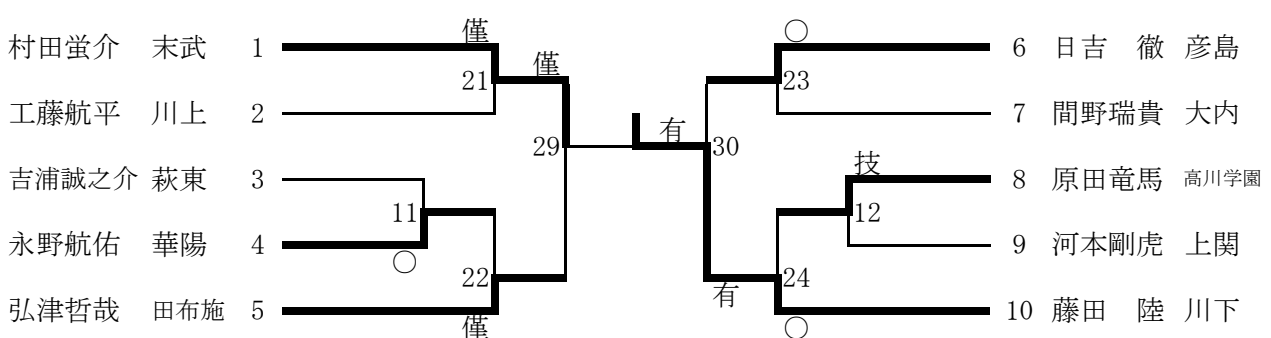 僅 ○
村田蛍介 末武 1 僅 6 日吉 徹 彦島
21 23
工藤航平 川上 2 有 7 間野瑞貴 大内
29 30 技
吉浦誠之介 萩東 3 8 原田竜馬 高川学園
11 12
永野航佑 華陽 4 9 河本剛虎 上関
○
22 24
有
弘津哲哉 田布施 5 10 藤田 陸 川下
僅 ○